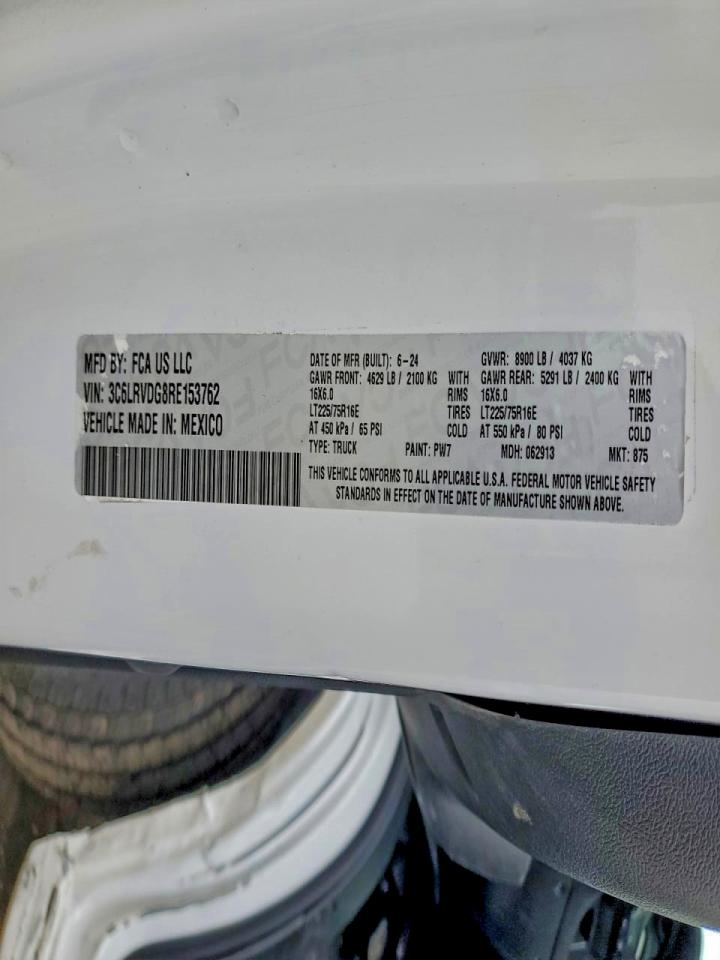 MFD BY: FCA US LLC
VIN: 3C6LRVDG8RE153762
VEHICLE MADE IN: MEXICO
DATE OF MFR (BUILT): 6-24 GVWR: 8900 LB / 4037 KG
GAWR FRONT: 4629 LB / 2100 KG WITH GAWR REAR: 5291 LB / 2400 KG WITH
16X6.0 RIMS 16X6.0 RIMS
LT225/75R16E TIRES LT225/75R16E TIRES
AT 450 kPa / 65 PSI COLD AT 550 kPa / 80 PSI COLD
TYPE: TRUCK PAINT: PW7 MDH: 062913 MKT: 875
THIS VEHICLE CONFORMS TO ALL APPLICABLE U.S.A. FEDERAL MOTOR VEHICLE SAFETY
STANDARDS IN EFFECT ON THE DATE OF MANUFACTURE SHOWN ABOVE.